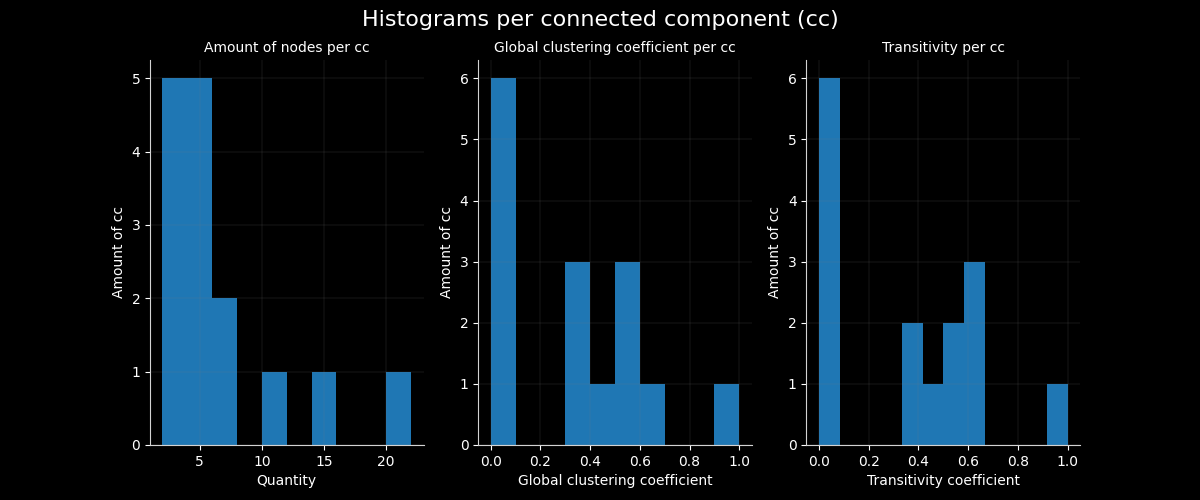 Histograms per connected component (cc)
Amount of nodes per cc
Global clustering coefficient per cc
Transitivity per cc
Amount of cc
5
4
3
2
1
0
5 10 15 20
Quantity
Amount of cc
6
5
4
3
2
1
0
0.0 0.2 0.4 0.6 0.8 1.0
Global clustering coefficient
Amount of cc
6
5
4
3
2
1
0
0.0 0.2 0.4 0.6 0.8 1.0
Transitivity coefficient